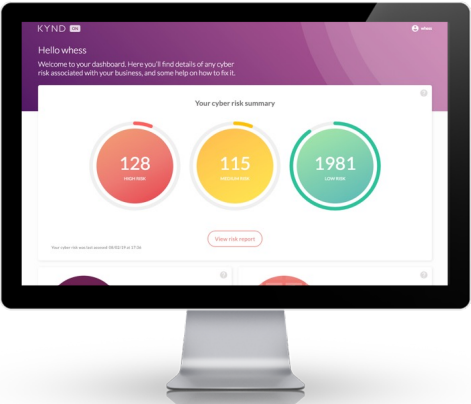 KYND ON
whess
Hello whess
Welcome to your dashboard. Here you'll find details of any cyber
risk associated with your business, and some help on how to fix it.
Your cyber risk summary
128
HIGH RISK
115
MEDIUM RISK
1981
LOW RISK
View risk report